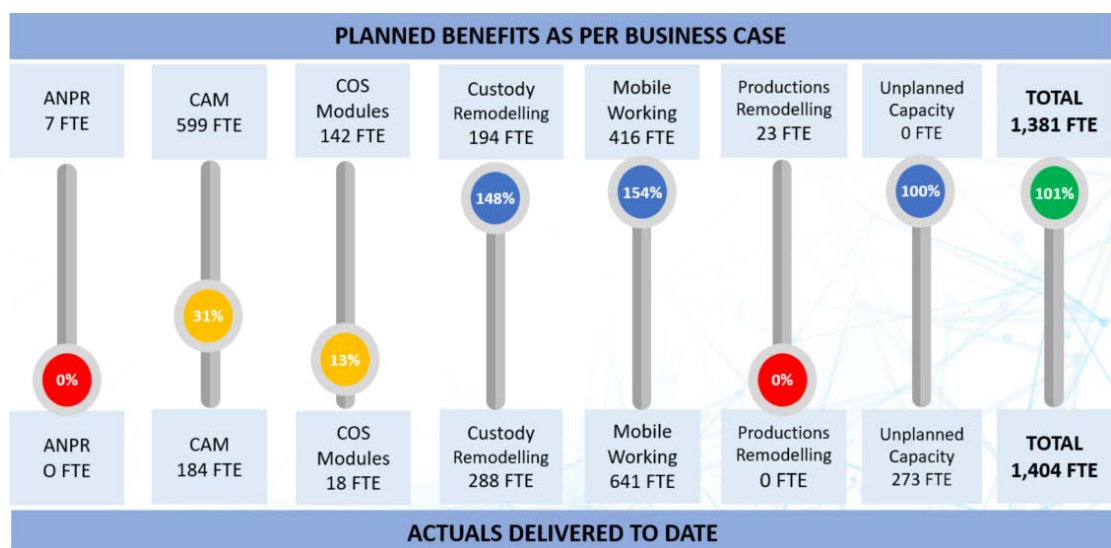 PLANNED BENEFITS AS PER BUSINESS CASE
ANPR
7 FTE
CAM
599 FTE
COS
Modules
142 FTE
Custody
Remodelling
194 FTE
Mobile
Working
416 FTE
Productions
Remodelling
23 FTE
Unplanned
Capacity
0 FTE
TOTAL
1,381 FTE
0%
31%
13%
148%
154%
0%
100%
101%
ANPR
O FTE
CAM
184 FTE
COS
Modules
18 FTE
Custody
Remodelling
288 FTE
Mobile
Working
641 FTE
Productions
Remodelling
0 FTE
Unplanned
Capacity
273 FTE
TOTAL
1,404 FTE
ACTUALS DELIVERED TO DATE